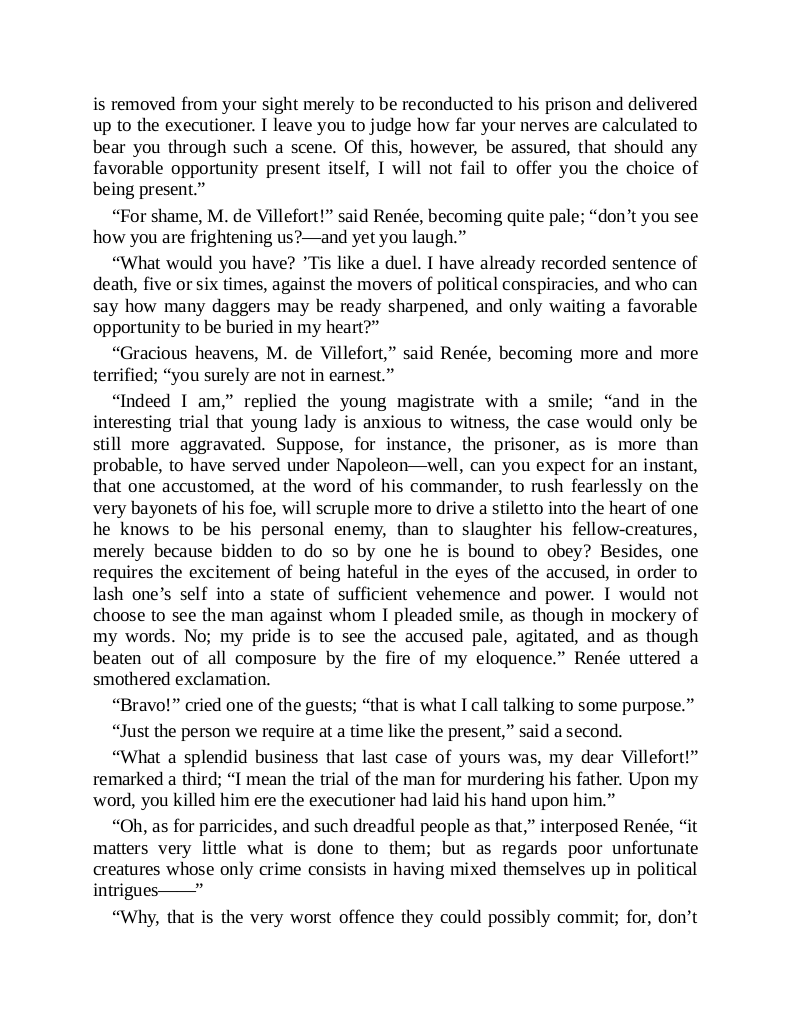 is removed from your sight merely to be reconducted to his prison and delivered
up to the executioner. I leave you to judge how far your nerves are calculated to
bear you through such a scene. Of this, however, be assured, that should any
favorable opportunity present itself, I will not fail to offer you the choice of
being present.”
“For shame, M. de Villefort!” said Renée, becoming quite pale; “don’t you see
how you are frightening us?—and yet you laugh.”
“What would you have? ’Tis like a duel. I have already recorded sentence of
death, five or six times, against the movers of political conspiracies, and who can
say how many daggers may be ready sharpened, and only waiting a favorable
opportunity to be buried in my heart?”
“Gracious heavens, M. de Villefort,” said Renée, becoming more and more
terrified; “you surely are not in earnest.”
“Indeed I am,” replied the young magistrate with a smile; “and in the
interesting trial that young lady is anxious to witness, the case would only be
still more aggravated. Suppose, for instance, the prisoner, as is more than
probable, to have served under Napoleon—well, can you expect for an instant,
that one accustomed, at the word of his commander, to rush fearlessly on the
very bayonets of his foe, will scruple more to drive a stiletto into the heart of one
he knows to be his personal enemy, than to slaughter his fellow-creatures,
merely because bidden to do so by one he is bound to obey? Besides, one
requires the excitement of being hateful in the eyes of the accused, in order to
lash one’s self into a state of sufficient vehemence and power. I would not
choose to see the man against whom I pleaded smile, as though in mockery of
my words. No; my pride is to see the accused pale, agitated, and as though
beaten out of all composure by the fire of my eloquence.” Renée uttered a
smothered exclamation.
“Bravo!” cried one of the guests; “that is what I call talking to some purpose.”
“Just the person we require at a time like the present,” said a second.
“What a splendid business that last case of yours was, my dear Villefort!”
remarked a third; “I mean the trial of the man for murdering his father. Upon my
word, you killed him ere the executioner had laid his hand upon him.”
“Oh, as for parricides, and such dreadful people as that,” interposed Renée, “it
matters very little what is done to them; but as regards poor unfortunate
creatures whose only crime consists in having mixed themselves up in political
intrigues——”
“Why, that is the very worst offence they could possibly commit; for, don’t